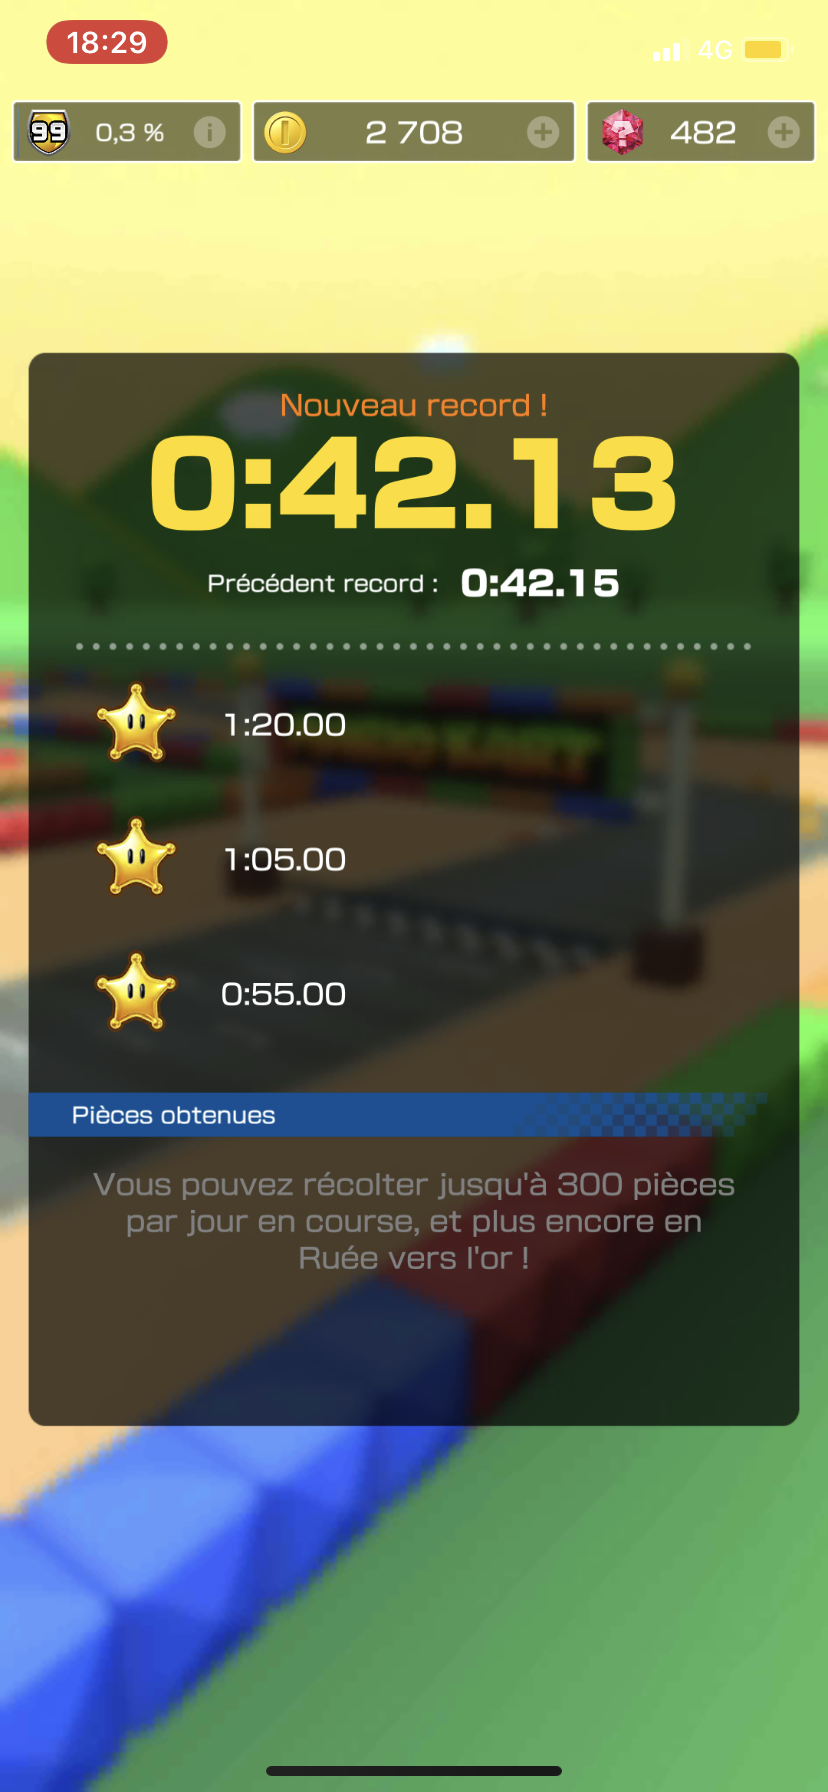 18:29
4G
99 0,3 % i
2 708 +
482 +
Nouveau record !
0:42.13
Précédent record : 0:42.15
1:20.00
1:05.00
0:55.00
Pièces obtenues
Vous pouvez récolter jusqu'à 300 pièces
par jour en course, et plus encore en
Ruée vers l'or !